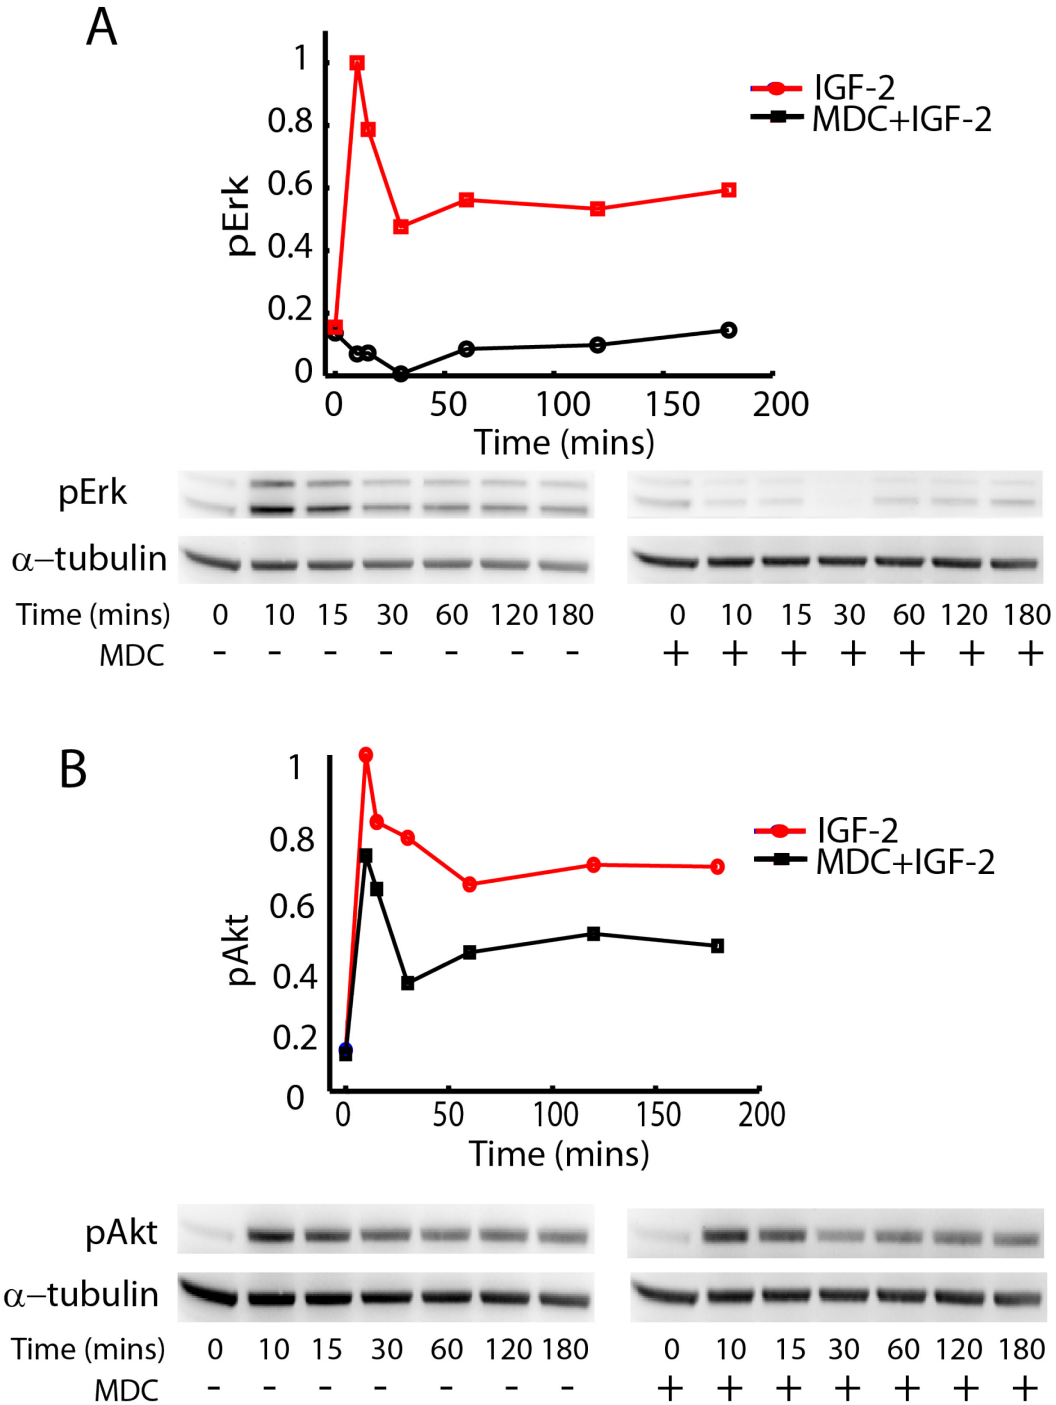 A
1
0.8
0.6
0.4
0.2
0
pErk
IGF-2
MDC+IGF-2
0 50 100 150 200
Time (mins)
pErk
α−tubulin
Time (mins) 0 10 15 30 60 120 180 0 10 15 30 60 120 180
MDC - - - - - - - + + + + + + +
B
1
0.8
0.6
0.4
0.2
0
pAkt
IGF-2
MDC+IGF-2
0 50 100 150 200
Time (mins)
pAkt
α−tubulin
Time (mins) 0 10 15 30 60 120 180 0 10 15 30 60 120 180
MDC - - - - - - - + + + + + + +